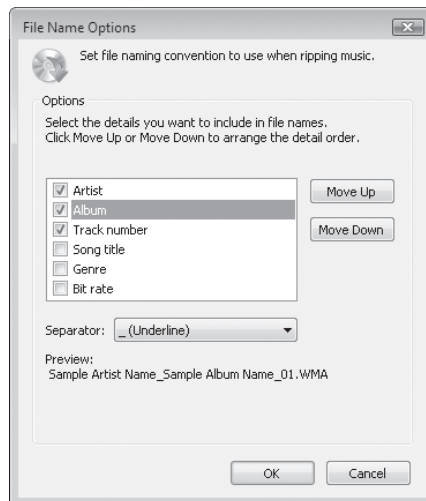 File Name Options
Set file naming convention to use when ripping music.
Options
Select the details you want to include in file names.
Click Move Up or Move Down to arrange the detail order.
Artist
Move Up
Album
Track number
Move Down
Song title
Genre
Bit rate
Separator: _ (Underline)
Preview:
Sample Artist Name_Sample Album Name_01.WMA
OK Cancel